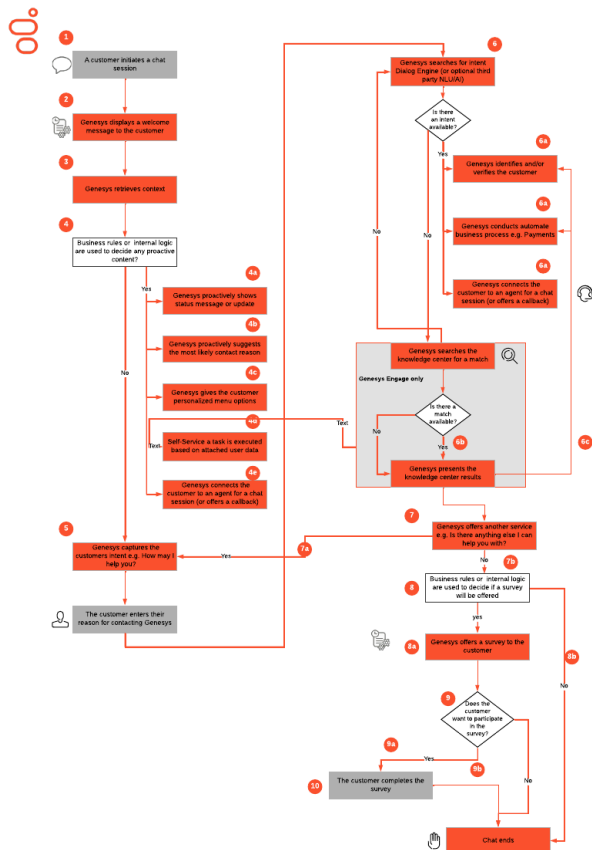 1
A customer initiates a chat
session
2
Genesys displays a welcome
message to the customer
3
Genesys retrieves context
4
Business rules or internal logic
are used to decide any proactive
content?
Yes
No
4a
Genesys proactively shows
status message or update
4b
Genesys proactively suggests
the most likely contact reason
4c
Genesys gives the customer
personalized menu options
4d
Text
Self-Service a task is executed
based on attached user data
4e
Genesys connects the
customer to an agent for a chat
session (or offers a callback)
5
Genesys captures the
customers intent e.g. How may I
help you?
The customer enters their
reason for contacting Genesys
6
Genesys searches for intent
Dialog Engine (or optional third
party NLU/AI)
Is there
an intent
available?
Yes
No
No
6a
Genesys identifies and/or
verifies the customer
6a
Genesys conducts automate
business process e.g. Payments
6a
Genesys connects the
customer to an agent for a chat
session (or offers a callback)
Genesys searches the
knowledge center for a match
Genesys Engage only
Is there a
match
available?
Text
No
Yes
6b
6c
Genesys presents the
knowledge center results
7
Genesys offers another service
e.g. Is there anything else I can
help you with?
7a
Yes
No
7b
8
Business rules or internal logic
are used to decide if a survey
will be offered
yes
8a
Genesys offers a survey to the
customer
8b
No
9
Does the
customer
want to participate
in the
survey?
9a
Yes
9b
No
10
The customer completes the
survey
Chat ends